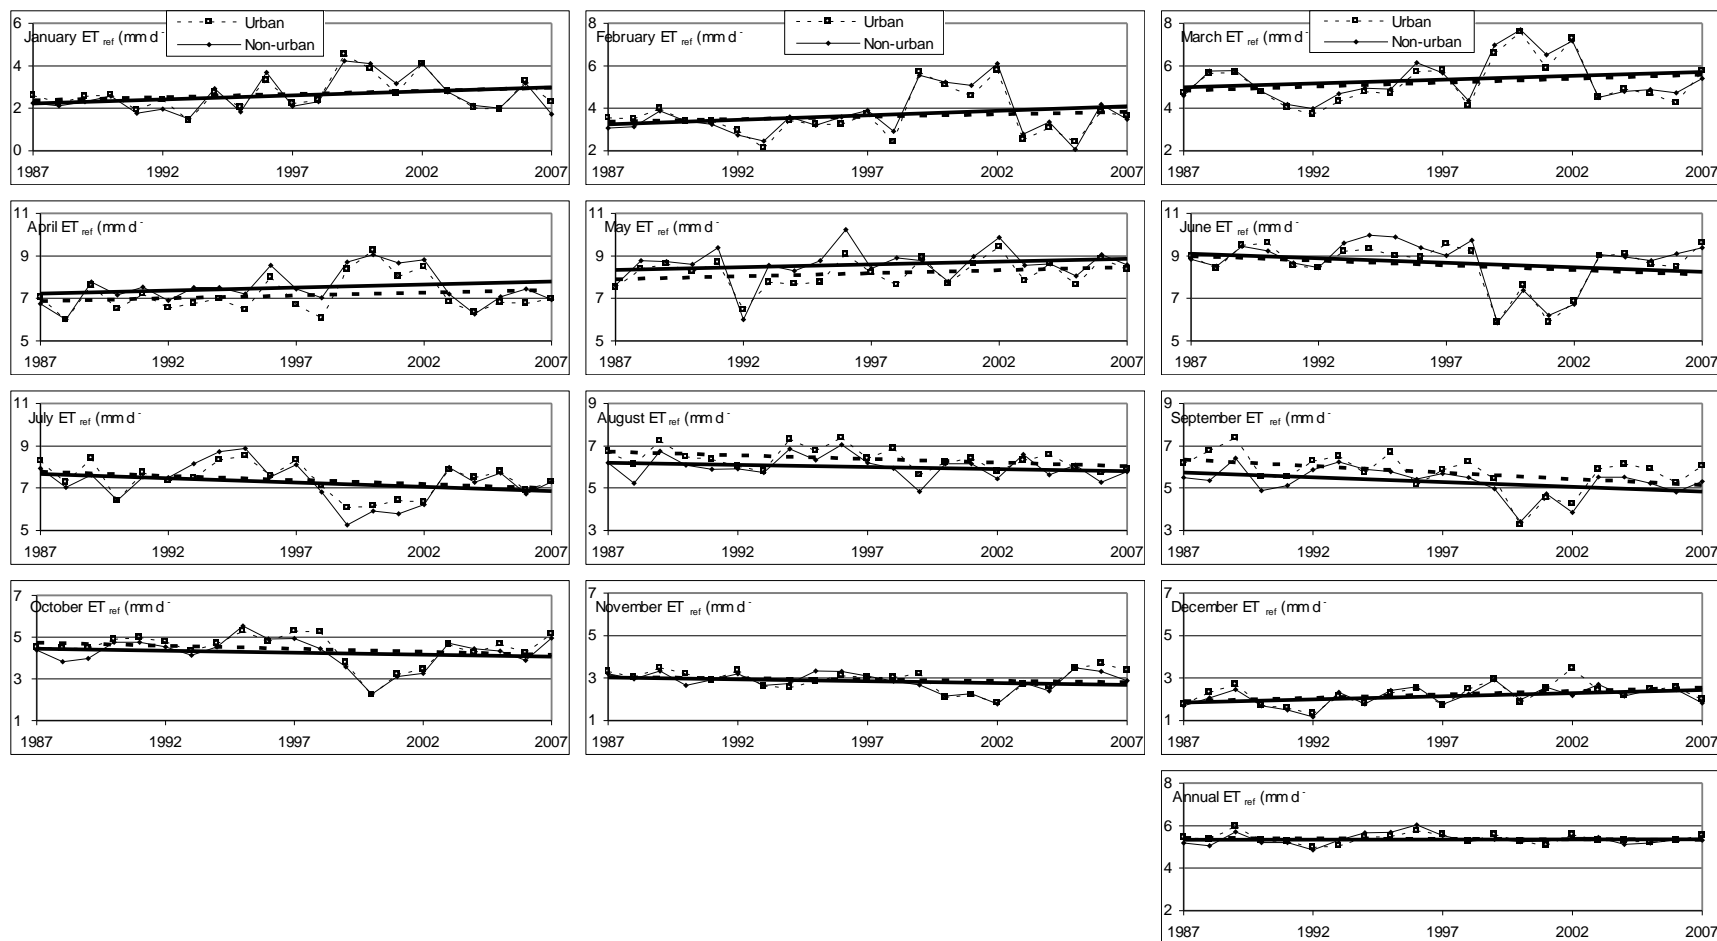 Urban
Non-urban
January ET ref (mm d-
6
4
2
0
1987 1992 1997 2002 2007
Urban
Non-urban
February ET ref (mm d-
8
6
4
2
1987 1992 1997 2002 2007
Urban
Non-urban
March ET ref (mm d-
8
6
4
2
1987 1992 1997 2002 2007
April ET ref (mm d-
11
9
7
5
1987 1992 1997 2002 2007
May ET ref (mm d-
11
9
7
5
1987 1992 1997 2002 2007
June ET ref (mm d-
11
9
7
5
1987 1992 1997 2002 2007
July ET ref (mm d-
11
9
7
5
1987 1992 1997 2002 2007
August ET ref (mm d-
9
7
5
3
1987 1992 1997 2002 2007
September ET ref (mm d-
9
7
5
3
1987 1992 1997 2002 2007
October ET ref (mm d-
7
5
3
1
1987 1992 1997 2002 2007
November ET ref (mm d-
7
5
3
1
1987 1992 1997 2002 2007
December ET ref (mm d-
7
5
3
1
1987 1992 1997 2002 2007
Annual ET ref (mm d-
8
6
4
2
1987 1992 1997 2002 2007